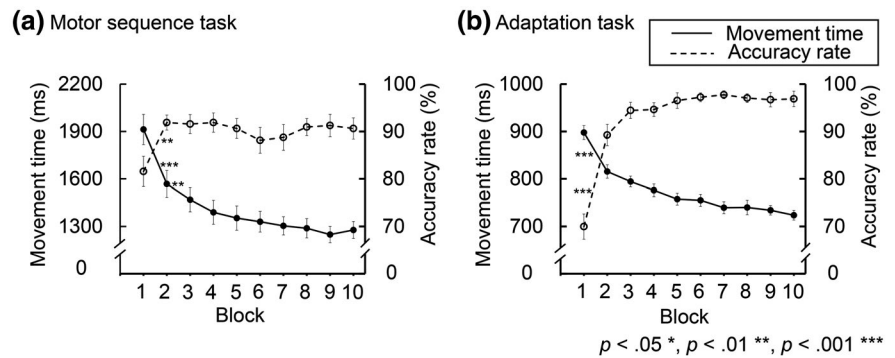 (a) Motor sequence task
(b) Adaptation task
Movement time
Accuracy rate
Movement time (ms)
2200
1900
1600
1300
0
100
90
80
70
0
Accuracy rate (%)
**
***
**
1 2 3 4 5 6 7 8 9 10
Block
Movement time (ms)
1000
900
800
700
0
100
90
80
70
0
Accuracy rate (%)
***
***
1 2 3 4 5 6 7 8 9 10
Block
p < .05 *, p < .01 **, p < .001 ***